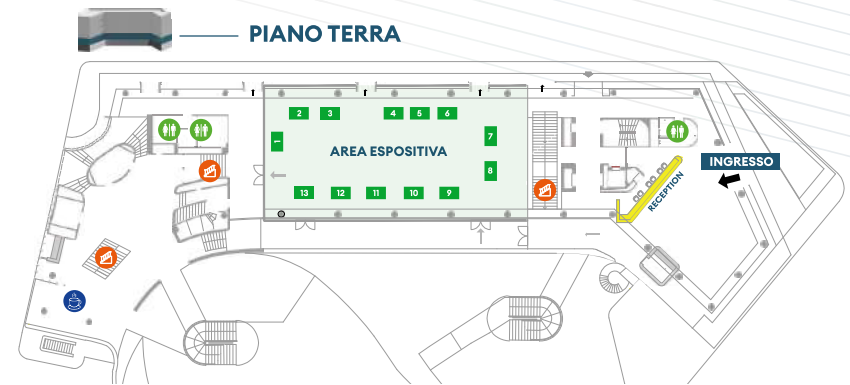 PIANO TERRA
2 3 4 5 6
1 7
AREA ESPOSITIVA
INGRESSO
8
RECEPTION
13 12 11 10 9